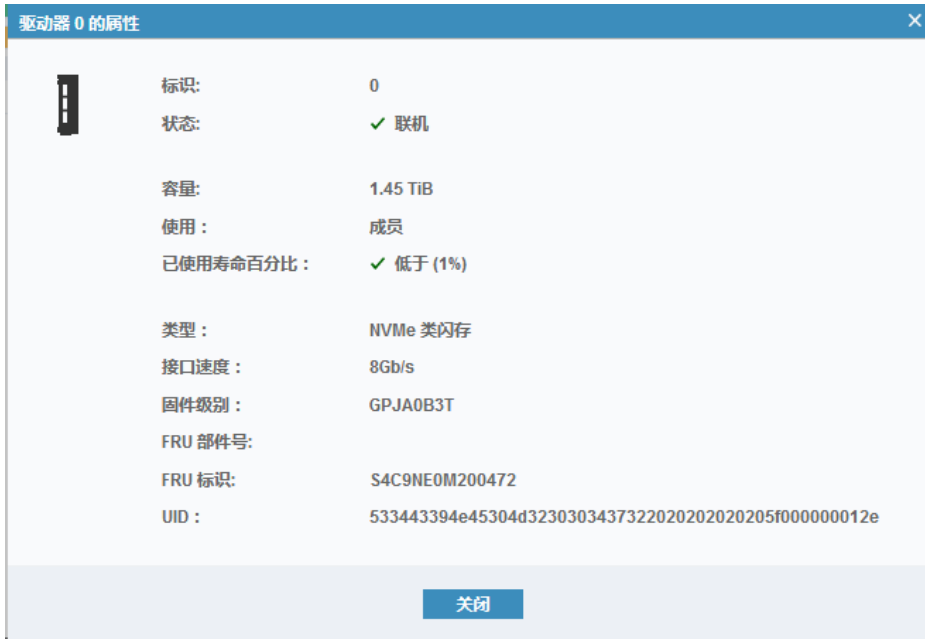 驱动器 0 的属性
标识: 0
状态: ✓ 联机
容量: 1.45 TiB
使用： 成员
已使用寿命百分比： ✓ 低于 (1%)
类型： NVMe 类闪存
接口速度： 8Gb/s
固件级别： GPJA0B3T
FRU 部件号:
FRU 标识: S4C9NE0M200472
UID： 533443394e45304d3230303437322020202020205f000000012e
关闭